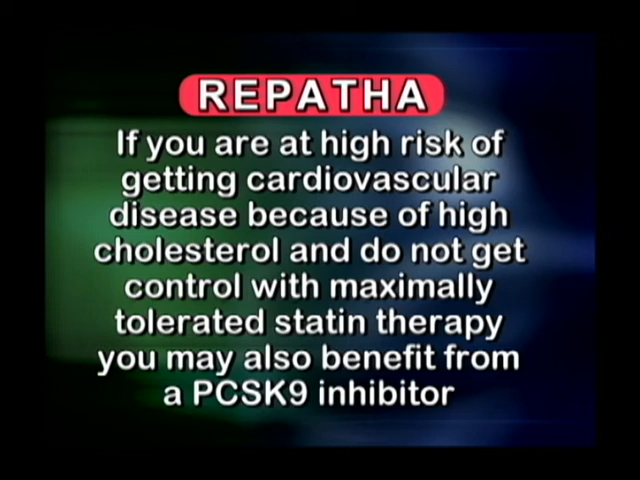 REPATHA
If you are at high risk of
getting cardiovascular
disease because of high
cholesterol and do not get
control with maximally
tolerated statin therapy
you may also benefit from
a PCSK9 inhibitor